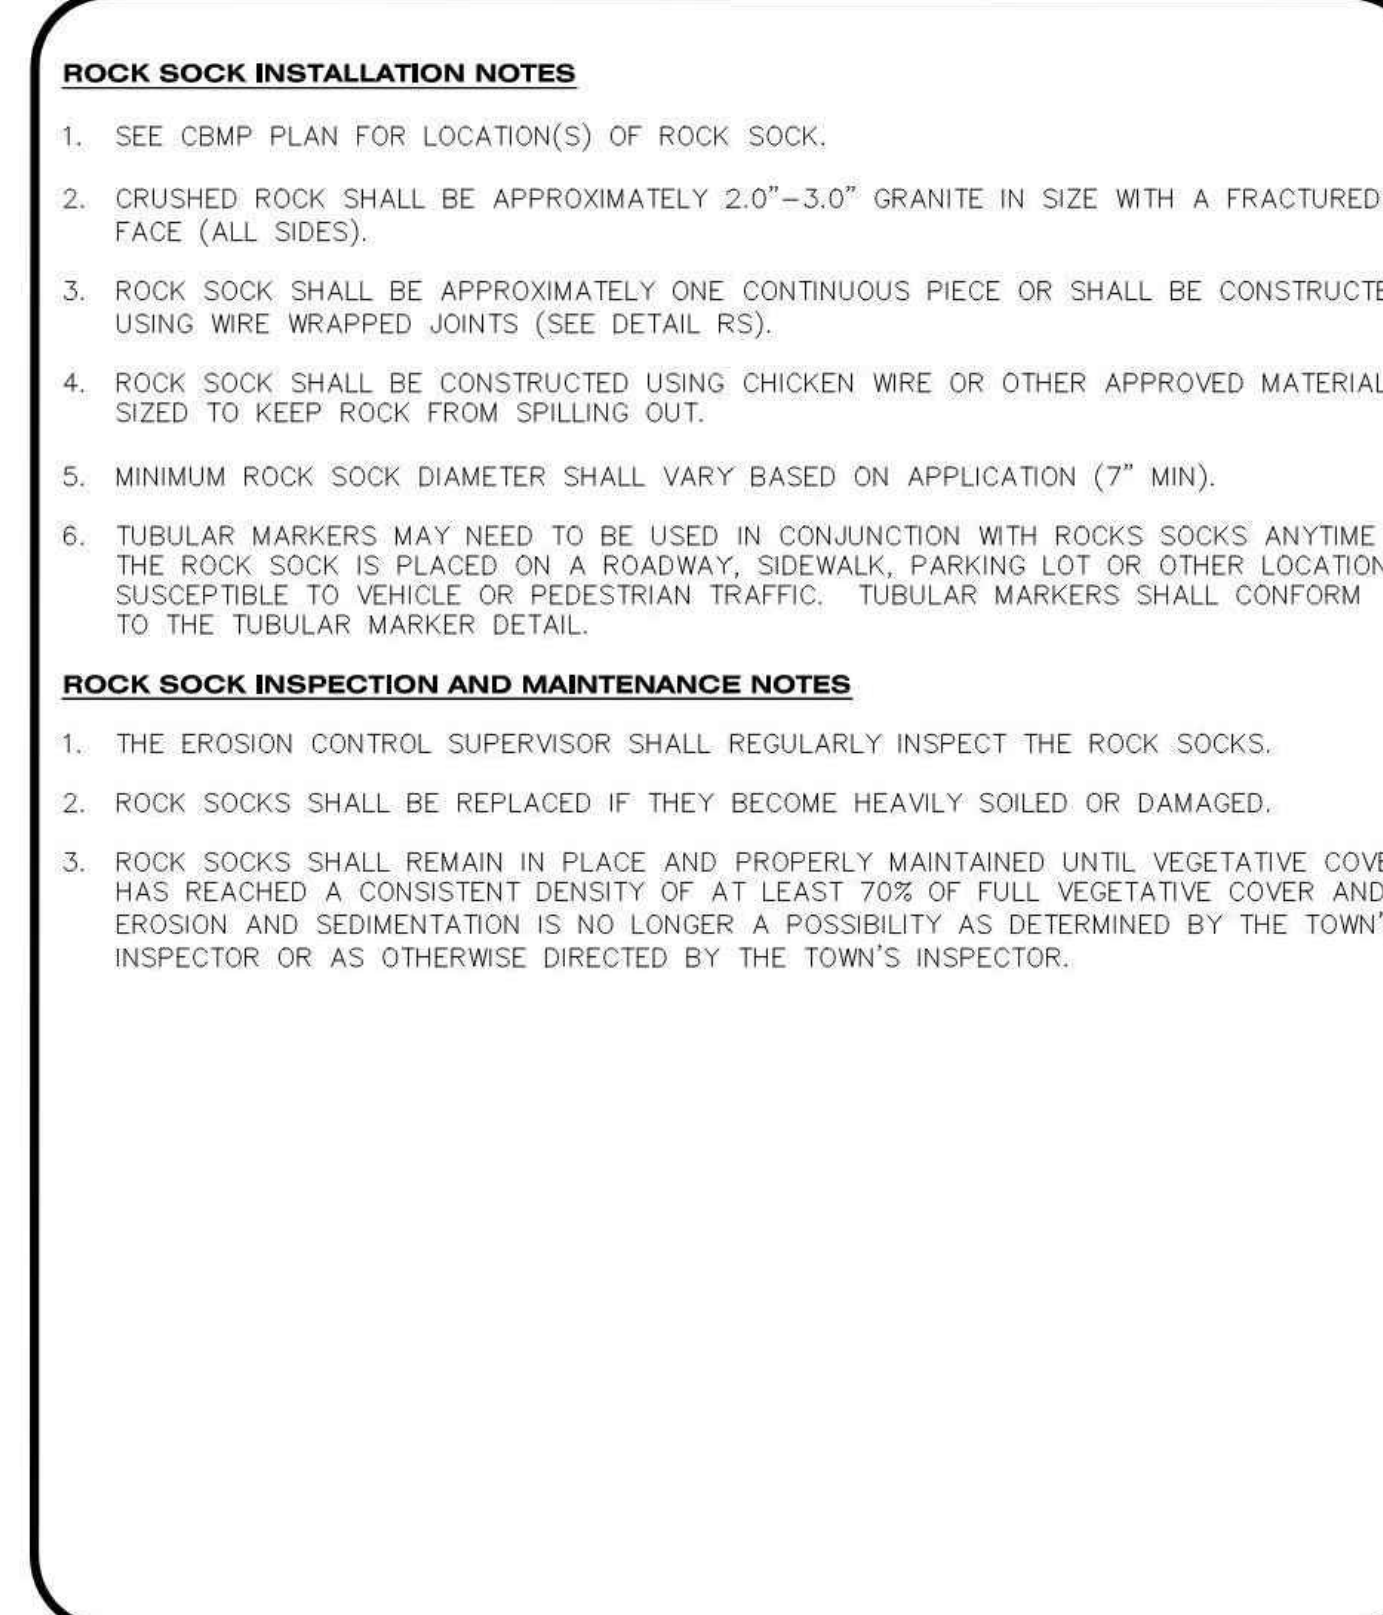 ROCK SOCK INSTALLATION NOTES
1. SEE CBMP PLAN FOR LOCATION(S) OF ROCK SOCK.
2. CRUSHED ROCK SHALL BE APPROXIMATELY 2.0”–3.0” GRANITE IN SIZE WITH A FRACTURED
FACE (ALL SIDES).
3. ROCK SOCK SHALL BE APPROXIMATELY ONE CONTINUOUS PIECE OR SHALL BE CONSTRUCTE
USING WIRE WRAPPED JOINTS (SEE DETAIL RS).
4. ROCK SOCK SHALL BE CONSTRUCTED USING CHICKEN WIRE OR OTHER APPROVED MATERIAL
SIZED TO KEEP ROCK FROM SPILLING OUT.
5. MINIMUM ROCK SOCK DIAMETER SHALL VARY BASED ON APPLICATION (7” MIN).
6. TUBULAR MARKERS MAY NEED TO BE USED IN CONJUNCTION WITH ROCKS SOCKS ANYTIME
THE ROCK SOCK IS PLACED ON A ROADWAY, SIDEWALK, PARKING LOT OR OTHER LOCATION
SUSCEPTIBLE TO VEHICLE OR PEDESTRIAN TRAFFIC. TUBULAR MARKERS SHALL CONFORM
TO THE TUBULAR MARKER DETAIL.
ROCK SOCK INSPECTION AND MAINTENANCE NOTES
1. THE EROSION CONTROL SUPERVISOR SHALL REGULARLY INSPECT THE ROCK SOCKS.
2. ROCK SOCKS SHALL BE REPLACED IF THEY BECOME HEAVILY SOILED OR DAMAGED.
3. ROCK SOCKS SHALL REMAIN IN PLACE AND PROPERLY MAINTAINED UNTIL VEGETATIVE COVE
HAS REACHED A CONSISTENT DENSITY OF AT LEAST 70% OF FULL VEGETATIVE COVER AND
EROSION AND SEDIMENTATION IS NO LONGER A POSSIBILITY AS DETERMINED BY THE TOWN'
INSPECTOR OR AS OTHERWISE DIRECTED BY THE TOWN'S INSPECTOR.